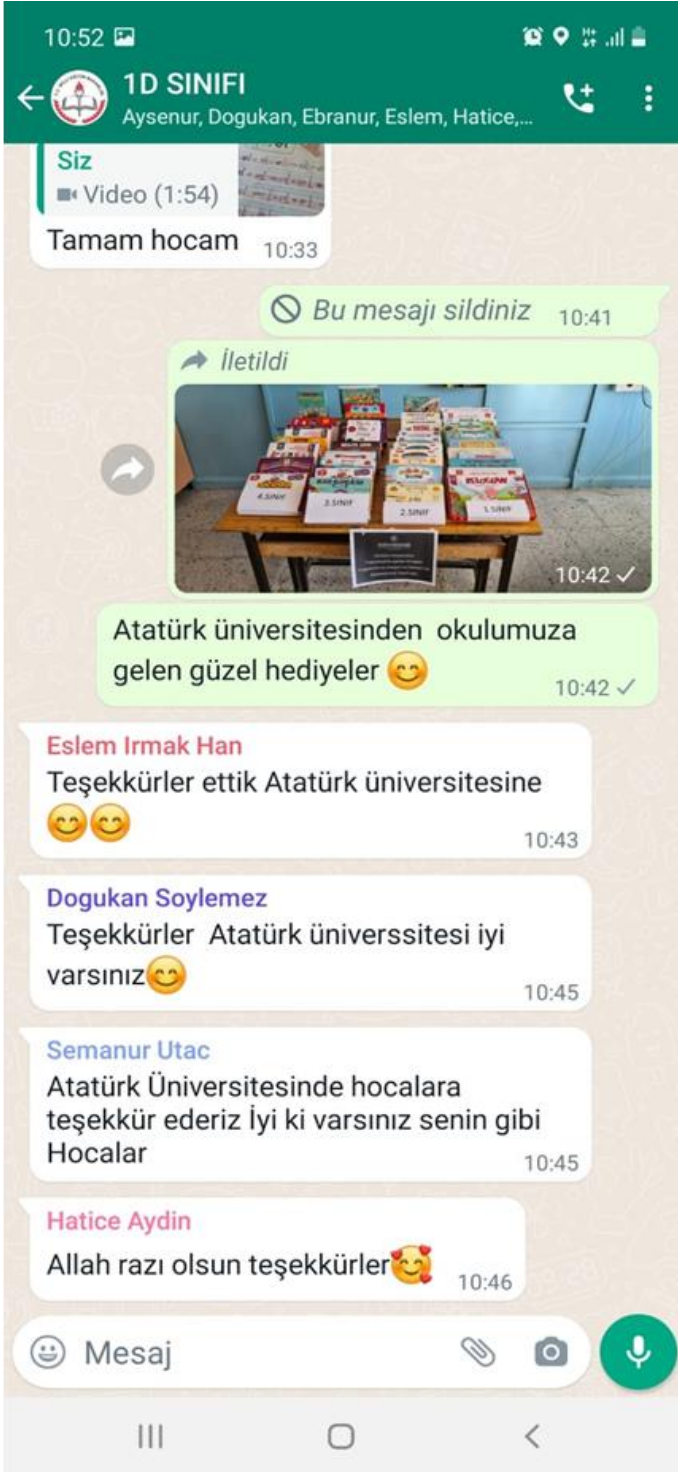 10:52
1D SINIFI
Aysenur, Dogukan, Ebranur, Eslem, Hatice,...
Siz
Video (1:54)
Tamam hocam 10:33
Bu mesajı sildiniz 10:41
İletildi
4.SINIF 3.SINIF 2.SINIF 1.SINIF
10:42
Atatürk üniversitesinden okulumuza
gelen güzel hediyeler 😊
10:42
Eslem Irmak Han
Teşekkürler ettik Atatürk üniversitesine
😊😊
10:43
Dogukan Soylemez
Teşekkürler Atatürk üniverssitesi iyi
varsınız😊
10:45
Semanur Utac
Atatürk Üniversitesinde hocalara
teşekkür ederiz İyi ki varsınız senin gibi
Hocalar
10:45
Hatice Aydin
Allah razı olsun teşekkürler🥰 10:46
Mesaj